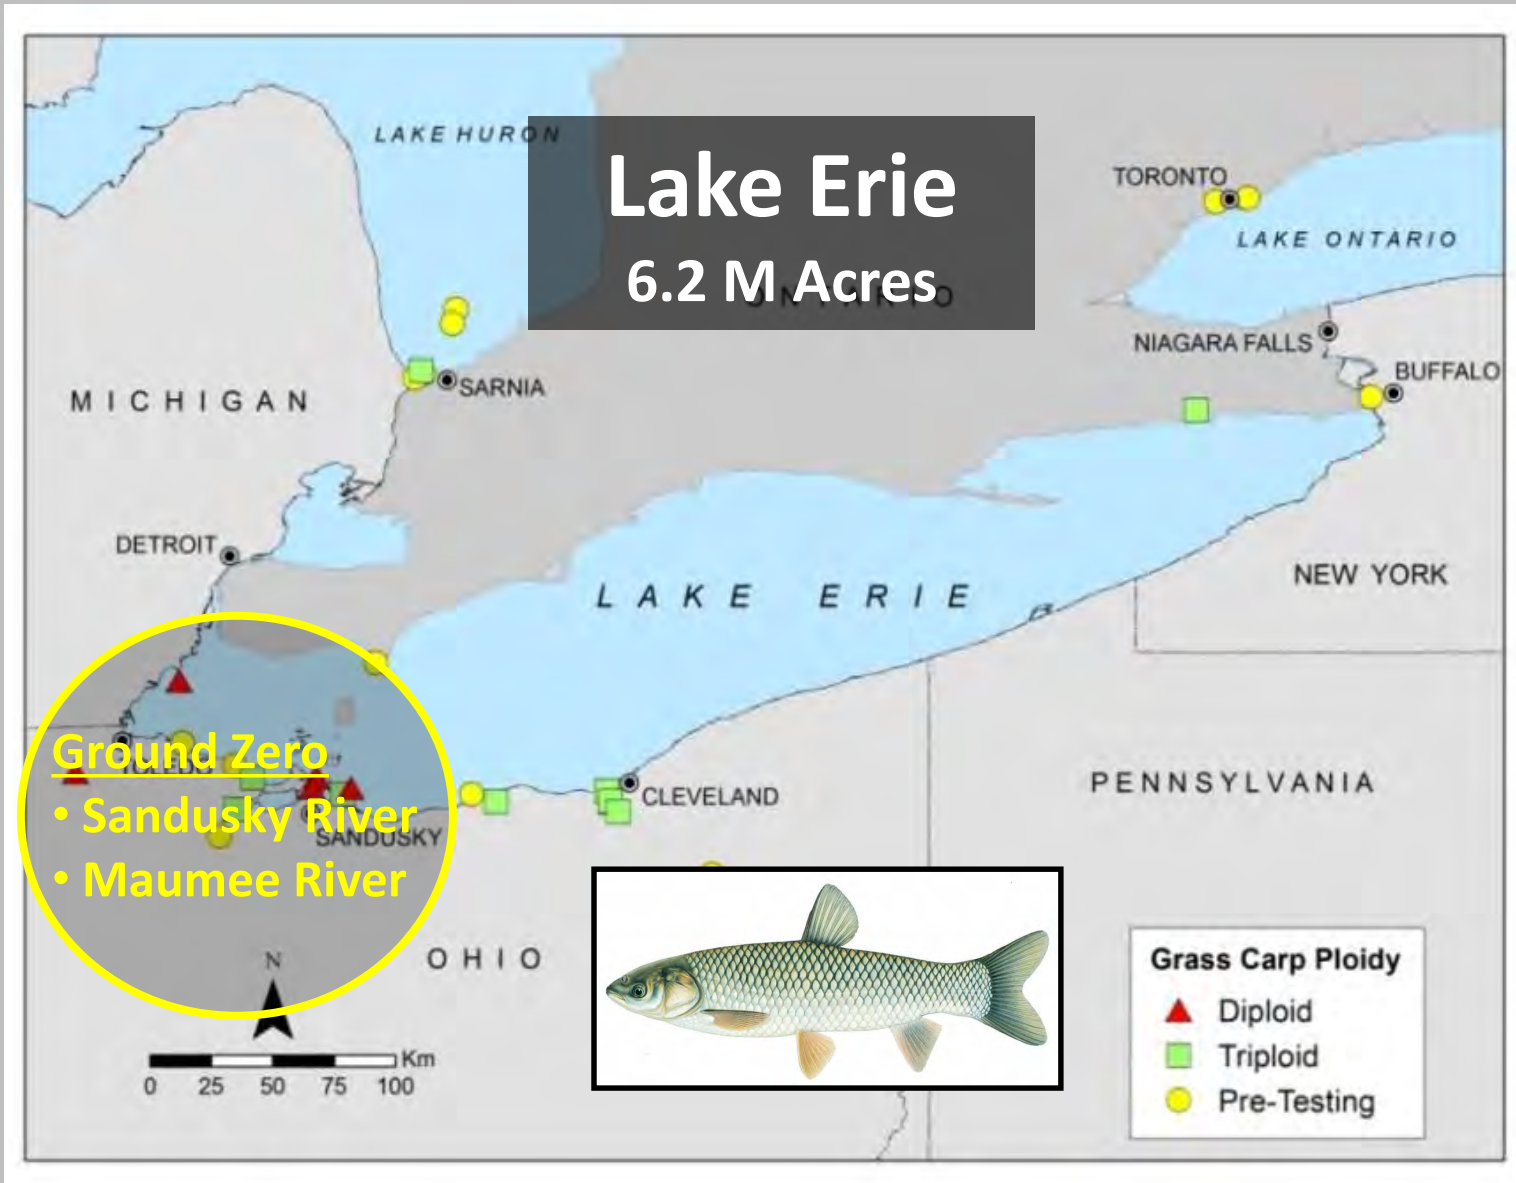 LAKE HURON
Lake Erie
6.2 M Acres
ONTARIO
TORONTO
LAKE ONTARIO
NIAGARA FALLS
BUFFALO
SARNIA
MICHIGAN
DETROIT
LAKE ERIE
NEW YORK
Ground Zero
TOLEDO
• Sandusky River
SANDUSKY
• Maumee River
CLEVELAND
PENNSYLVANIA
OHIO
N
Km
0 25 50 75 100
Grass Carp Ploidy
Diploid
Triploid
Pre-Testing